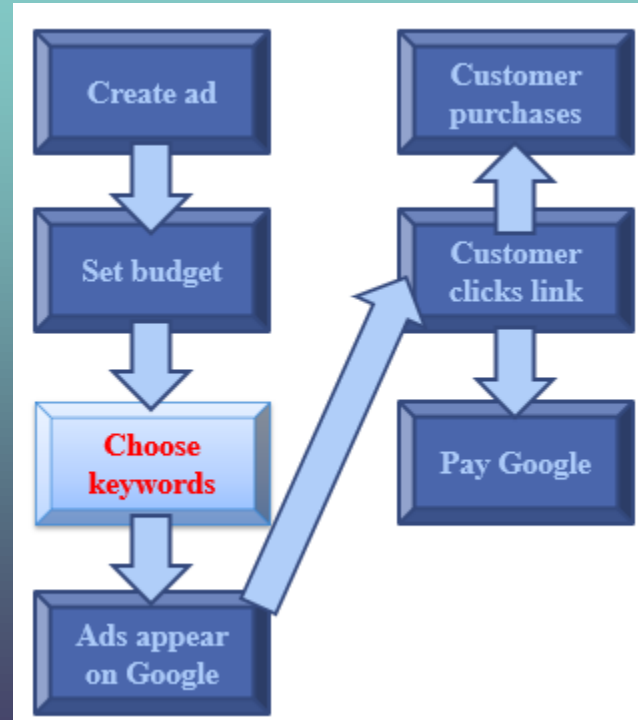 Create ad
Set budget
Choose
keywords
Ads appear
on Google
Customer
purchases
Customer
clicks link
Pay Google